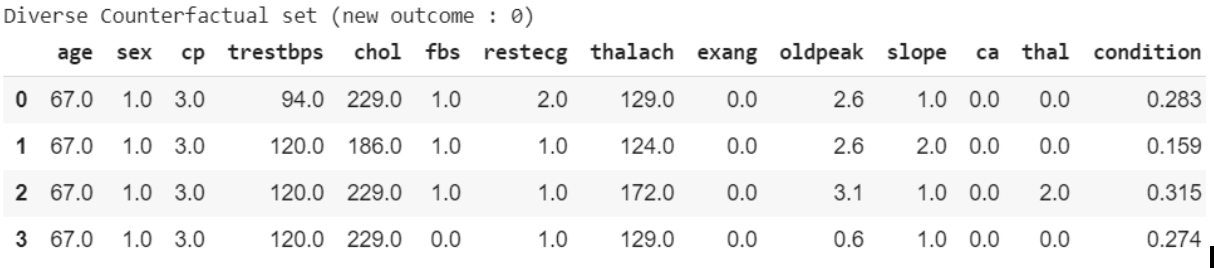 Diverse Counterfactual set (new outcome : 0)
age sex cp trestbps chol fbs restecg thalach exang oldpeak slope ca thal condition
0 67.0 1.0 3.0 94.0 229.0 1.0 2.0 129.0 0.0 2.6 1.0 0.0 0.0 0.283
1 67.0 1.0 3.0 120.0 186.0 1.0 1.0 124.0 0.0 2.6 2.0 0.0 0.0 0.159
2 67.0 1.0 3.0 120.0 229.0 1.0 1.0 172.0 0.0 3.1 1.0 0.0 2.0 0.315
3 67.0 1.0 3.0 120.0 229.0 0.0 1.0 129.0 0.0 0.6 1.0 0.0 0.0 0.274